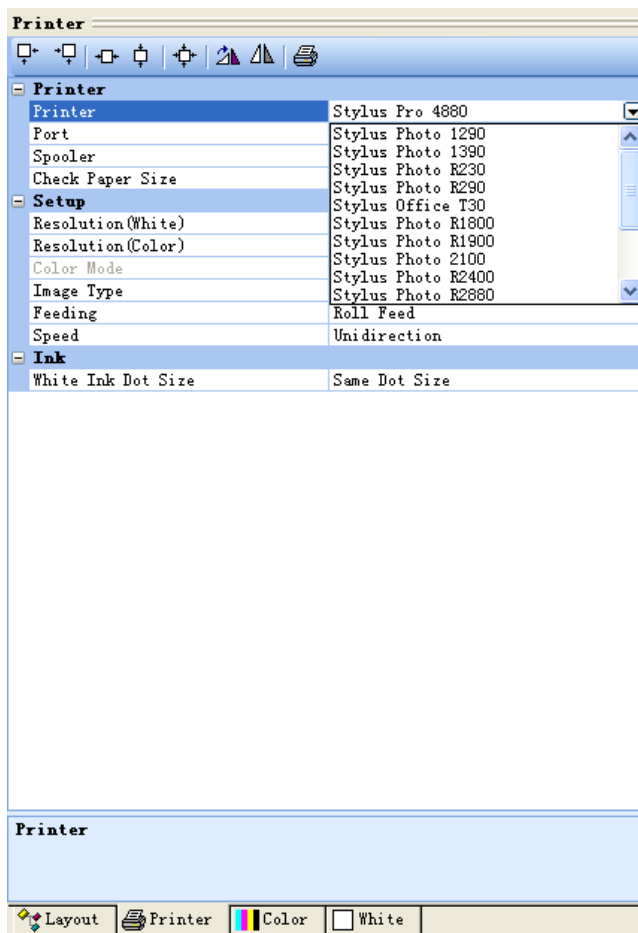 Printer
Printer
Printer Stylus Pro 4880
Port Stylus Photo 1290
Stylus Photo 1390
Spooler Stylus Photo R230
Check Paper Size Stylus Photo R290
Setup Stylus Office T30
Resolution(White) Stylus Photo R1800
Resolution(Color) Stylus Photo R1900
Color Mode Stylus Photo 2100
Stylus Photo R2400
Image Type Stylus Photo R2880
Feeding Roll Feed
Speed Unidirection
Ink
White Ink Dot Size Same Dot Size
Printer
Layout Printer Color White